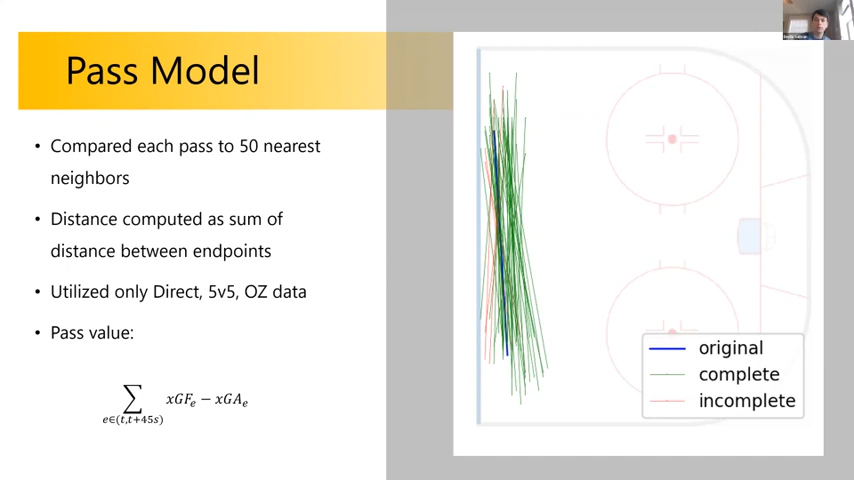 Pass Model
• Compared each pass to 50 nearest
neighbors
• Distance computed as sum of
distance between endpoints
• Utilized only Direct, 5v5, OZ data
• Pass value:
∑ xGFₑ − xGAₑ
e∈(t,t+45s)
original
complete
incomplete